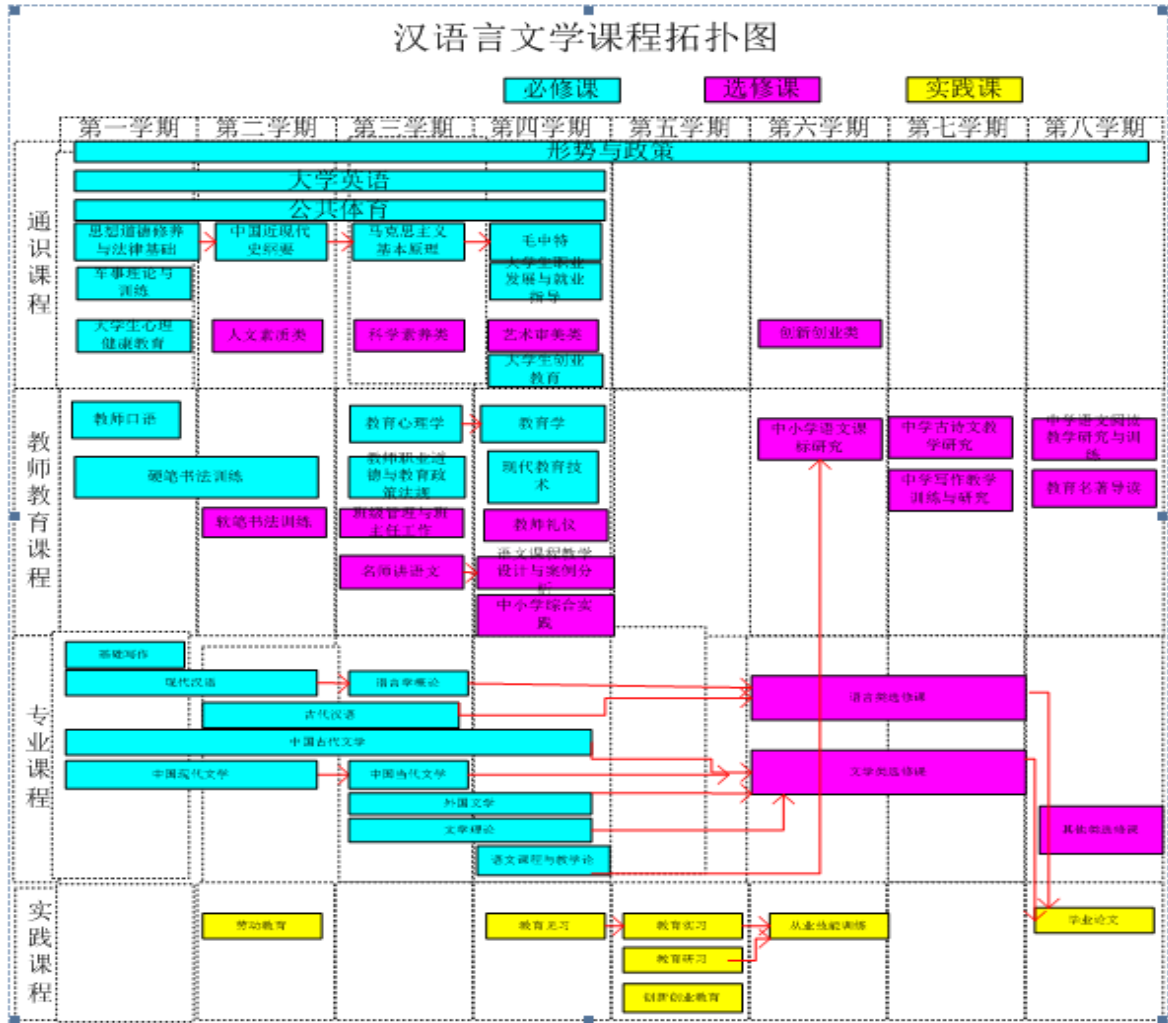 汉语言文学课程拓扑图
必修课
选修课
实践课
第一学期
第二学期
第三学期
第四学期
第五学期
第六学期
第七学期
第八学期
通识课程
形势与政策
大学英语
公共体育
思想道德修养
与法律基础
中国近现代
史纲要
马克思主义
基本原理
毛中特
军事理论与
训练
大学生职业
发展与就业
指导
大学生心理
健康教育
人文素质类
科学素养类
艺术审美类
创新创业类
大学生创业
教育
教师教育课程
教师口语
教育心理学
教育学
中小学语文课
标研究
中学古诗文教
学研究
中学语文阅读
教学研究与训
练
硬笔书法训练
教师职业道
德与教育政
策法规
现代教育技
术
中学写作教学
训练与研究
教育名著导读
软笔书法训练
班级管理与班
主任工作
教师礼仪
名师讲语文
语文课程教学
设计与案例分
析
中小学综合实
践
专业课程
基础写作
现代汉语
语言学概论
语言类选修课
古代汉语
中国古代文学
中国现代文学
中国当代文学
文学类选修课
外国文学
文学理论
其他类选修课
语文课程与教学论
实践课程
劳动教育
教育见习
教育实习
从业技能训练
毕业论文
教育研习
创新创业教育